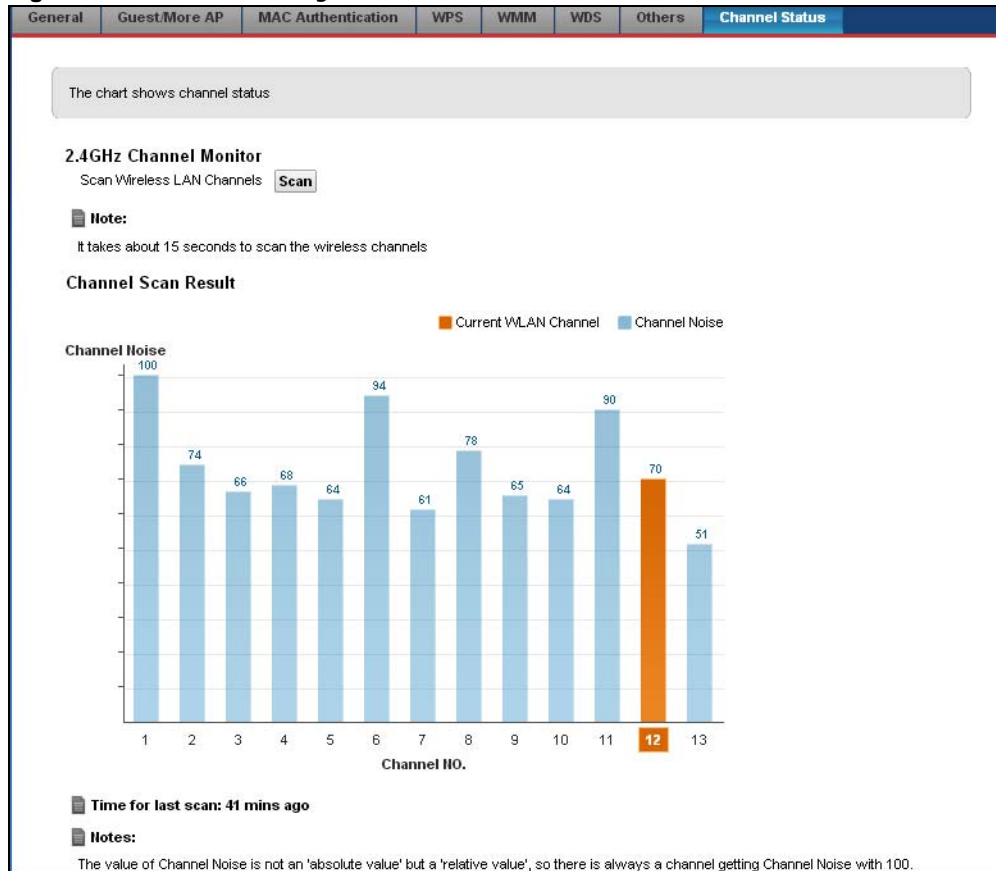 General Guest/More AP MAC Authentication WPS WMM WDS Others Channel Status
The chart shows channel status
2.4GHz Channel Monitor
Scan Wireless LAN Channels Scan
Note:
It takes about 15 seconds to scan the wireless channels
Channel Scan Result
Current WLAN Channel Channel Noise
Channel Noise
100 74 66 68 64 94 61 78 65 64 90 70 51
1 2 3 4 5 6 7 8 9 10 11 12 13
Channel NO.
Time for last scan: 41 mins ago
Notes:
The value of Channel Noise is not an 'absolute value' but a 'relative value', so there is always a channel getting Channel Noise with 100.